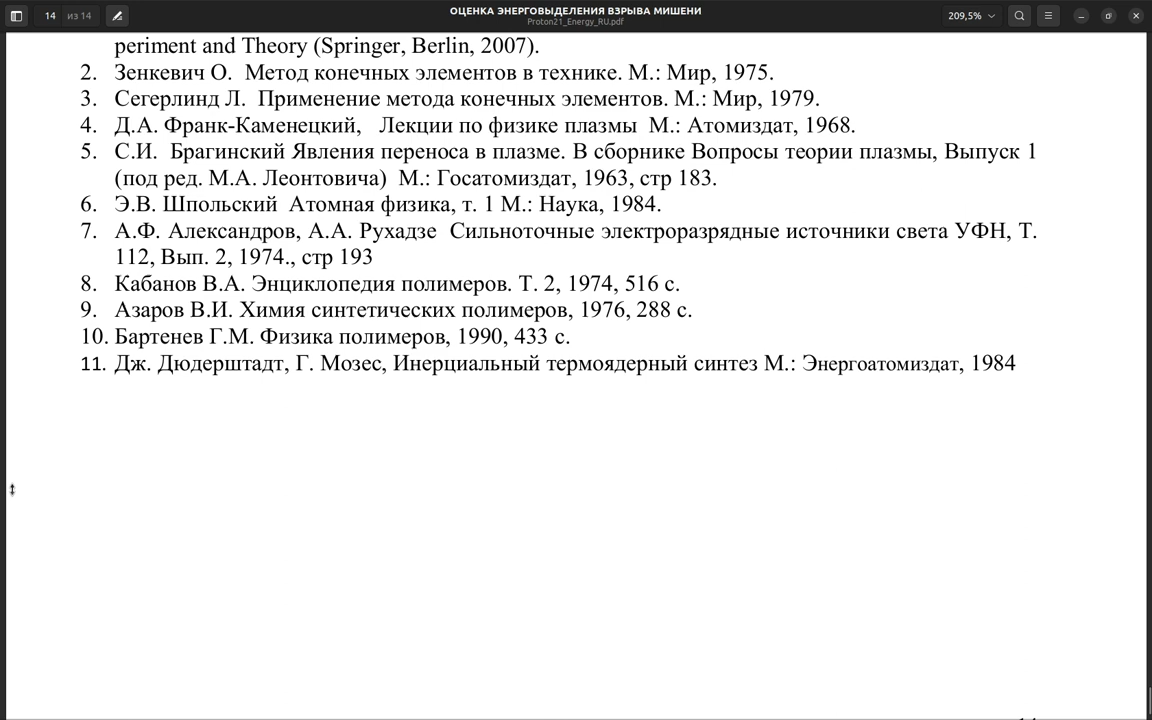 ОЦЕНКА ЭНЕРГОВЫДЕЛЕНИЯ ВЗРЫВА МИШЕНИ
14 из 14
Proton21_Energy_RU.pdf
209,5%
periment and Theory (Springer, Berlin, 2007).
2. Зенкевич О. Метод конечных элементов в технике. М.: Мир, 1975.
3. Сегерлинд Л. Применение метода конечных элементов. М.: Мир, 1979.
4. Д.А. Франк-Каменецкий, Лекции по физике плазмы М.: Атомиздат, 1968.
5. С.И. Брагинский Явления переноса в плазме. В сборнике Вопросы теории плазмы, Выпуск 1
(под ред. М.А. Леонтовича) М.: Госатомиздат, 1963, стр 183.
6. Э.В. Шпольский Атомная физика, т. 1 М.: Наука, 1984.
7. А.Ф. Александров, А.А. Рухадзе Сильноточные электроразрядные источники света УФН, Т.
112, Вып. 2, 1974., стр 193
8. Кабанов В.А. Энциклопедия полимеров. Т. 2, 1974, 516 с.
9. Азаров В.И. Химия синтетических полимеров, 1976, 288 с.
10. Бартенев Г.М. Физика полимеров, 1990, 433 с.
11. Дж. Дюдерштадт, Г. Мозес, Инерциальный термоядерный синтез М.: Энергоатомиздат, 1984